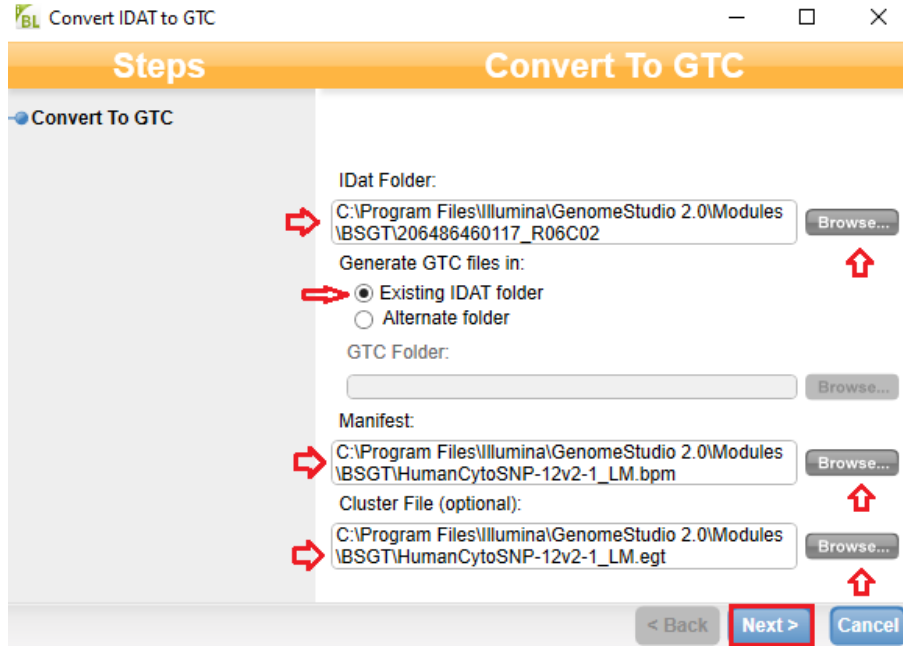 BL Convert IDAT to GTC
Steps
Convert To GTC
Convert To GTC
IDat Folder:
C:\Program Files\Illumina\GenomeStudio 2.0\Modules
\BSGT\206486460117_R06C02
Browse...
Generate GTC files in:
Existing IDAT folder
Alternate folder
GTC Folder:
Browse...
Manifest:
C:\Program Files\Illumina\GenomeStudio 2.0\Modules
\BSGT\HumanCytoSNP-12v2-1_LM.bpm
Browse...
Cluster File (optional):
C:\Program Files\Illumina\GenomeStudio 2.0\Modules
\BSGT\HumanCytoSNP-12v2-1_LM.egt
Browse...
< Back
Next >
Cancel